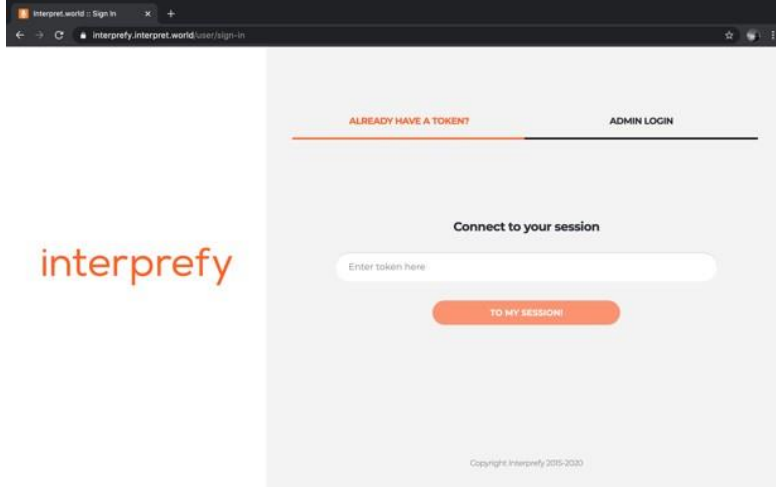 Interpret.world :: Sign In
interprefy.interpret.world/user/sign-in
ALREADY HAVE A TOKEN?
ADMIN LOGIN
Connect to your session
interprefy
Enter token here
TO MY SESSION!
Copyright Interprefy 2015-2020